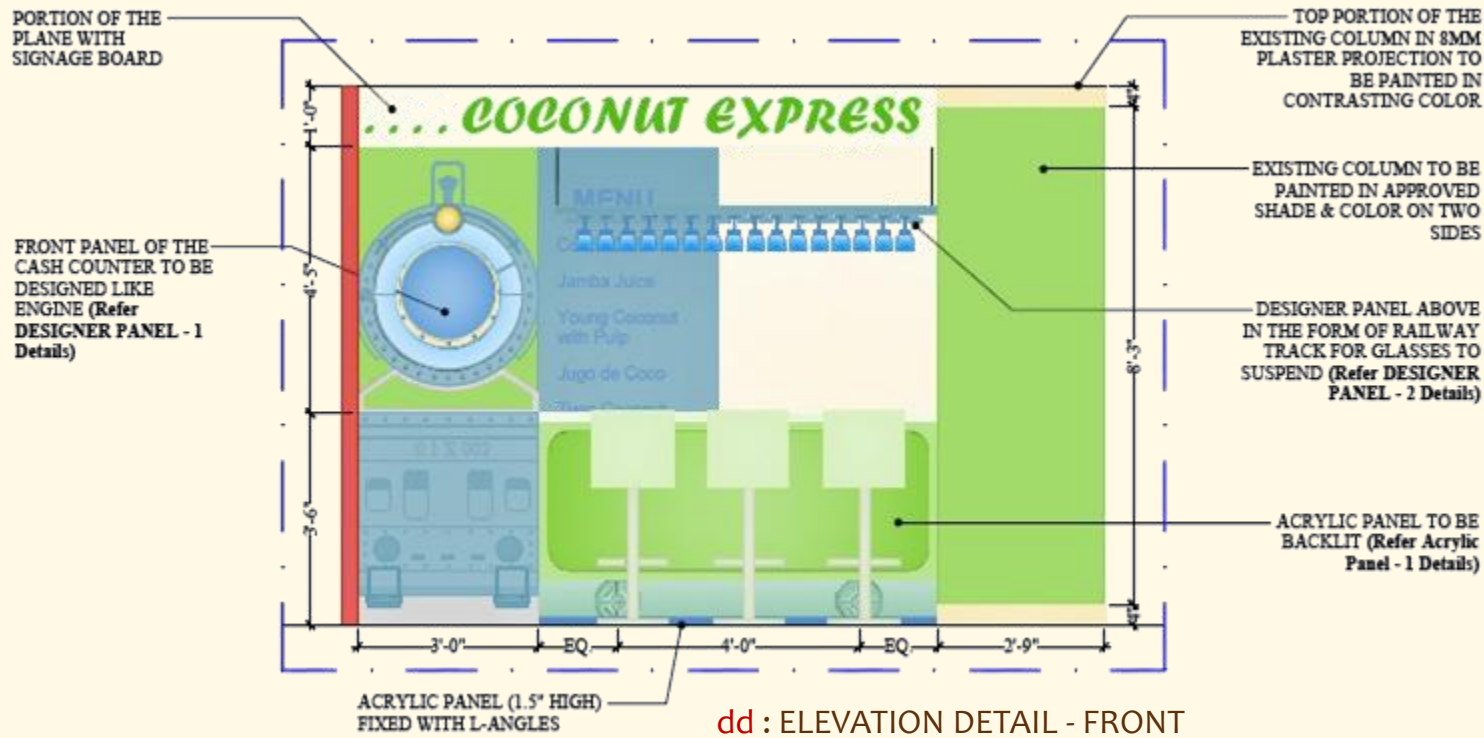 PORTION OF THE
PLANE WITH
SIGNAGE BOARD
TOP PORTION OF THE
EXISTING COLUMN IN 8MM
PLASTER PROJECTION TO
BE PAINTED IN
CONTRASTING COLOR
.... COCONUT EXPRESS
1'-0"
4"
EXISTING COLUMN TO BE
PAINTED IN APPROVED
SHADE & COLOR ON TWO
SIDES
MENU
FRONT PANEL OF THE
CASH COUNTER TO BE
DESIGNED LIKE
ENGINE (Refer
DESIGNER PANEL - 1
Details)
4'-5"
Jamba Juice
Young Coconut
with Pulp
Jugo de Coco
DESIGNER PANEL ABOVE
IN THE FORM OF RAILWAY
TRACK FOR GLASSES TO
SUSPEND (Refer DESIGNER
PANEL - 2 Details)
8'-3"
3'-6"
ACRYLIC PANEL TO BE
BACKLIT (Refer Acrylic
Panel - 1 Details)
4"
3'-0" EQ. 4'-0" EQ. 2'-9"
ACRYLIC PANEL (1.5" HIGH)
FIXED WITH L-ANGLES
dd : ELEVATION DETAIL - FRONT